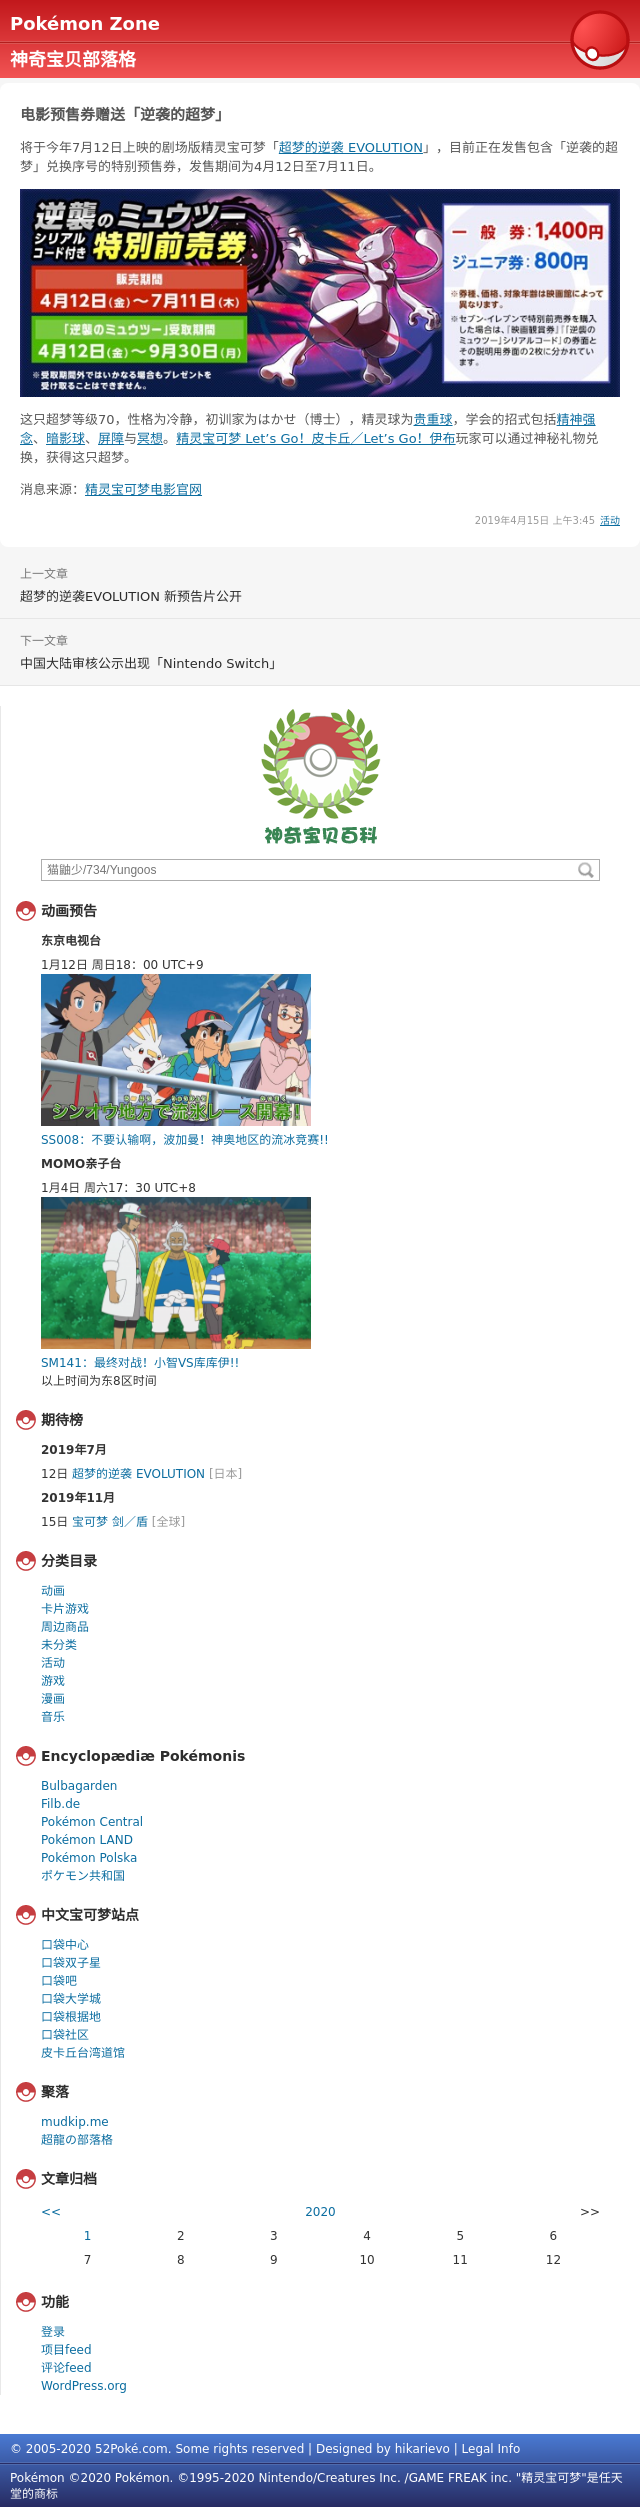 Pokémon Zone
神奇宝贝部落格
电影预售券赠送「逆袭的超梦」
将于今年7月12日上映的剧场版精灵宝可梦「超梦的逆袭 EVOLUTION」，目前正在发售包含「逆袭的超
梦」兑换序号的特别预售券，发售期间为4月12日至7月11日。
逆襲のミュウツー
シリアル
コード付き 特別前売券
販売期間
4月12日(金)～7月11日(木)
「逆襲のミュウツー」受取期間
4月12日(金)～9月30日(月)
※受取期間外ではいかなる場合もプレゼントを
受け取ることはできません。
一 般 券：1,400円
ジュニア券：800円
※券種、価格、対象年齢は映画館によって
異なります。
※セブン-イレブンで特別前売券を購入
した場合は、「映画観賞券」「『逆襲の
ミュウツー』シリアルコード」の券面と
その説明用券面の2枚に分かれてい
ます。
这只超梦等级70，性格为冷静，初训家为はかせ（博士），精灵球为贵重球，学会的招式包括精神强
念、暗影球、屏障与冥想。精灵宝可梦 Let’s Go！皮卡丘／Let’s Go！伊布玩家可以通过神秘礼物兑
换，获得这只超梦。
消息来源：精灵宝可梦电影官网
2019年4月15日 上午3:45 活动
上一文章
超梦的逆袭EVOLUTION 新预告片公开
下一文章
中国大陆审核公示出现「Nintendo Switch」
神奇宝贝百科
猫鼬少/734/Yungoos
动画预告
东京电视台
1月12日 周日18：00 UTC+9
シンオウ地方で流氷レース開幕！
SS008：不要认输啊，波加曼！神奥地区的流冰竞赛!!
MOMO亲子台
1月4日 周六17：30 UTC+8
SM141：最终对战！小智VS库库伊!!
以上时间为东8区时间
期待榜
2019年7月
12日 超梦的逆袭 EVOLUTION [日本]
2019年11月
15日 宝可梦 剑／盾 [全球]
分类目录
动画
卡片游戏
周边商品
未分类
活动
游戏
漫画
音乐
Encyclopædiæ Pokémonis
Bulbagarden
Filb.de
Pokémon Central
Pokémon LAND
Pokémon Polska
ポケモン共和国
中文宝可梦站点
口袋中心
口袋双子星
口袋吧
口袋大学城
口袋根据地
口袋社区
皮卡丘台湾道馆
聚落
mudkip.me
超龍の部落格
文章归档
<< 2020 >>
1 2 3 4 5 6
7 8 9 10 11 12
功能
登录
项目feed
评论feed
WordPress.org
© 2005-2020 52Poké.com. Some rights reserved | Designed by hikarievo | Legal Info
Pokémon ©2020 Pokémon. ©1995-2020 Nintendo/Creatures Inc. /GAME FREAK inc. "精灵宝可梦"是任天
堂的商标